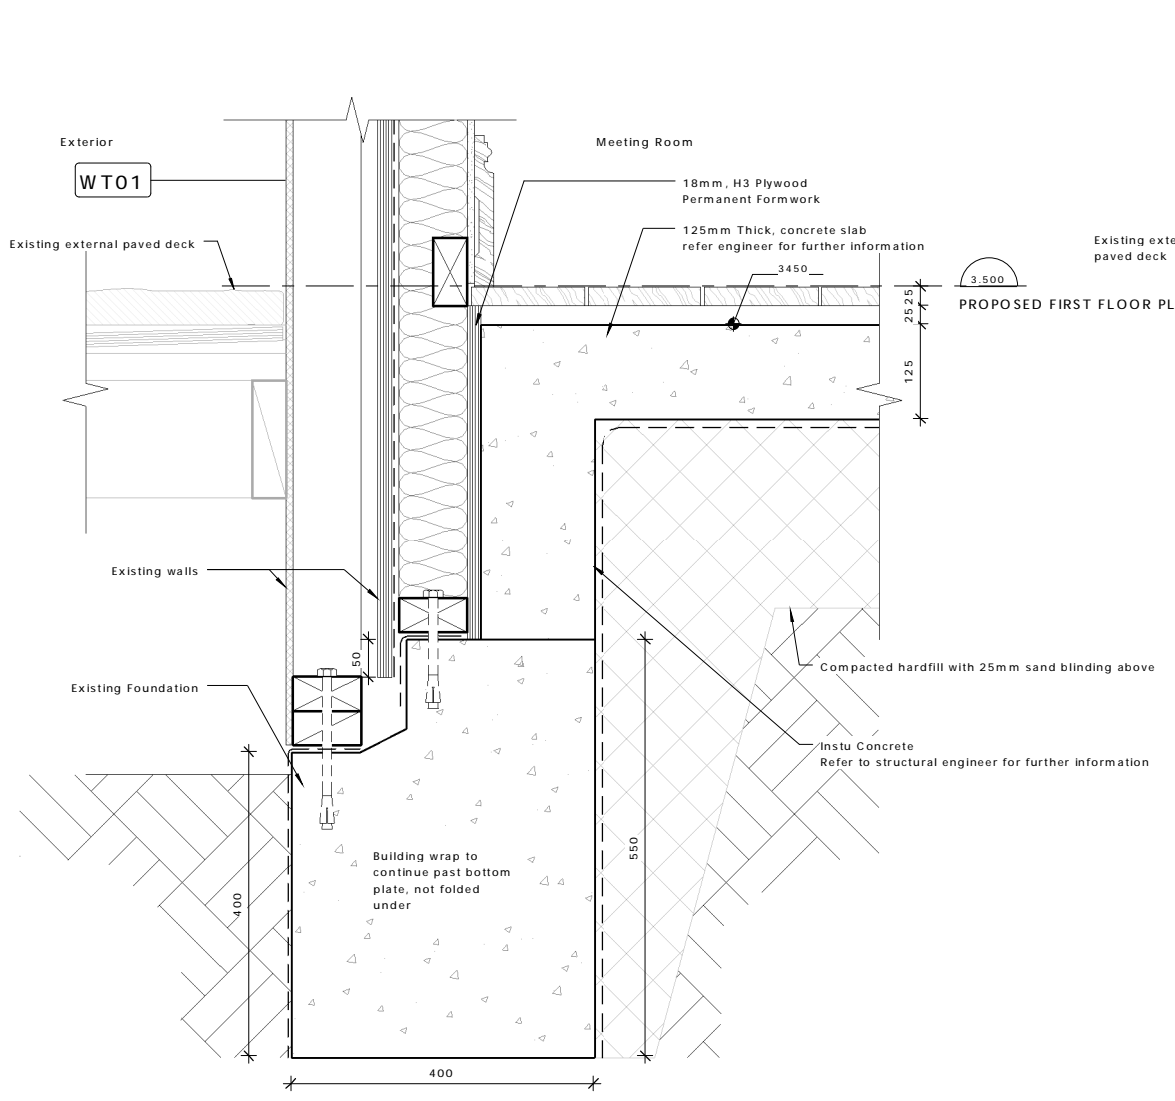 Exterior
Meeting Room
WT01
18mm, H3 Plywood
Permanent Formwork
Existing external paved deck
125mm Thick, concrete slab
refer engineer for further information
Existing exte
paved deck
3450
3.500
PROPOSED FIRST FLOOR PL
25
25
125
Existing walls
50
Existing Foundation
Compacted hardfill with 25mm sand blinding above
Instu Concrete
Refer to structural engineer for further information
550
Building wrap to
continue past bottom
plate, not folded
under
400
400